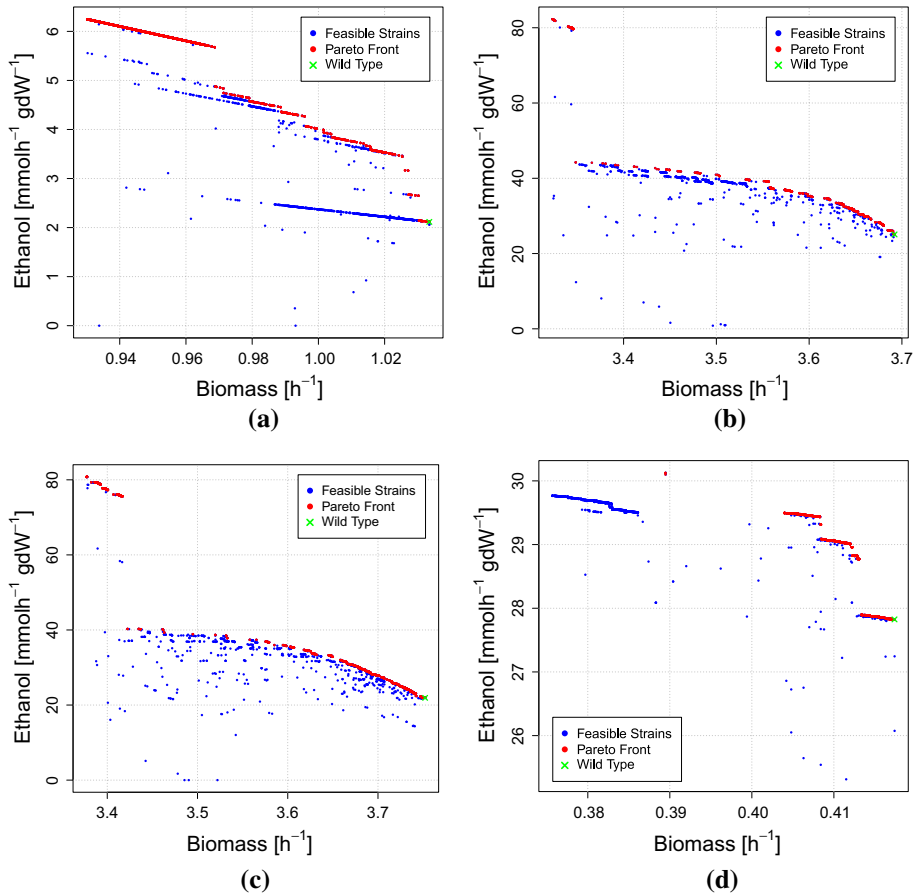 Ethanol [mmolh⁻¹ gdW⁻¹]
6
5
4
3
2
1
0
Feasible Strains
Pareto Front
Wild Type
0.94
0.96
0.98
1.00
1.02
Biomass [h⁻¹]
(a)
Ethanol [mmolh⁻¹ gdW⁻¹]
80
60
40
20
0
Feasible Strains
Pareto Front
Wild Type
3.4
3.5
3.6
3.7
Biomass [h⁻¹]
(b)
Ethanol [mmolh⁻¹ gdW⁻¹]
80
60
40
20
0
Feasible Strains
Pareto Front
Wild Type
3.4
3.5
3.6
3.7
Biomass [h⁻¹]
(c)
Ethanol [mmolh⁻¹ gdW⁻¹]
30
29
28
27
26
Feasible Strains
Pareto Front
Wild Type
0.38
0.39
0.40
0.41
Biomass [h⁻¹]
(d)